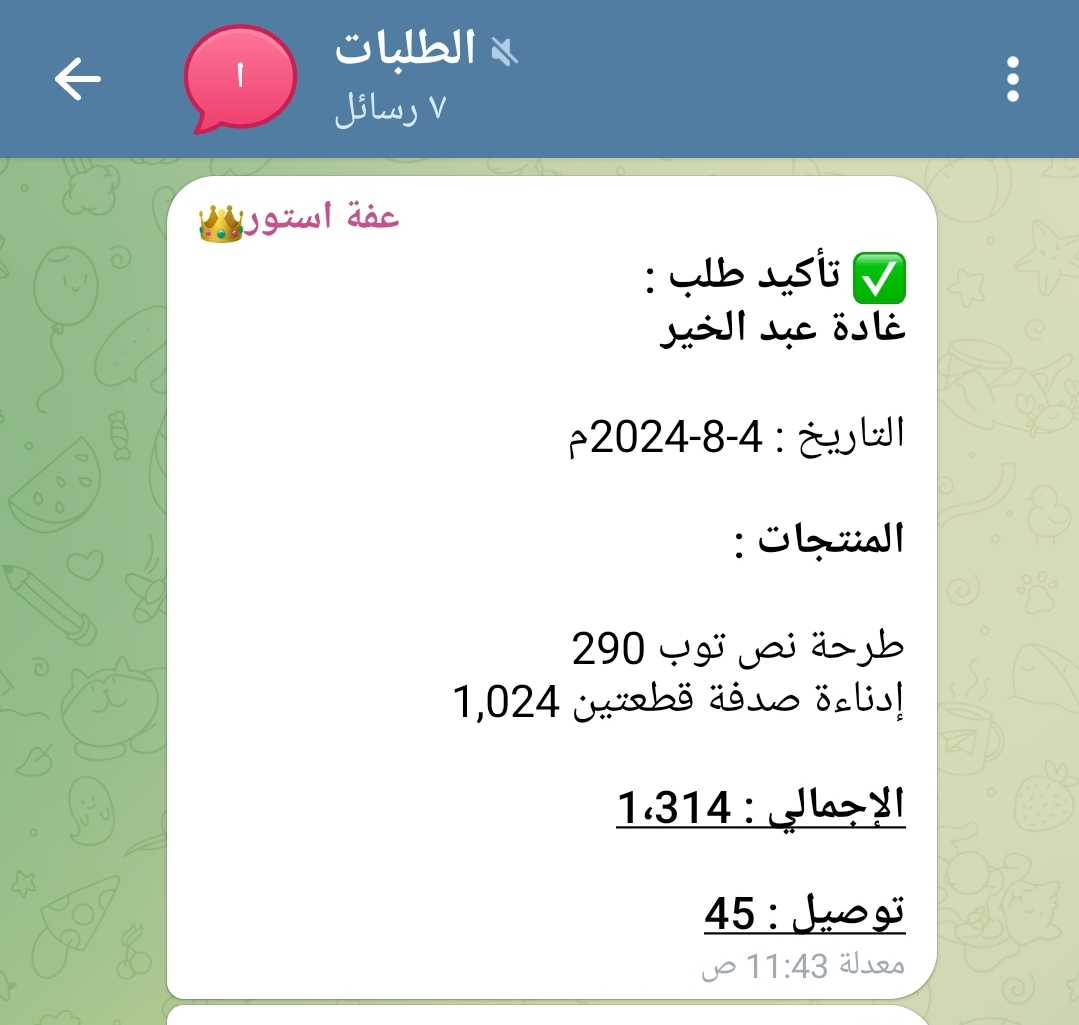 الطلبات
٧ رسائل
ا
عفة استور👑
✅ تأكيد طلب :
غادة عبد الخير
التاريخ : 4-8-2024م
المنتجات :
طرحة نص توب 290
إدناءة صدفة قطعتين 1,024
الإجمالي : 1،314
توصيل : 45
معدلة 11:43 ص